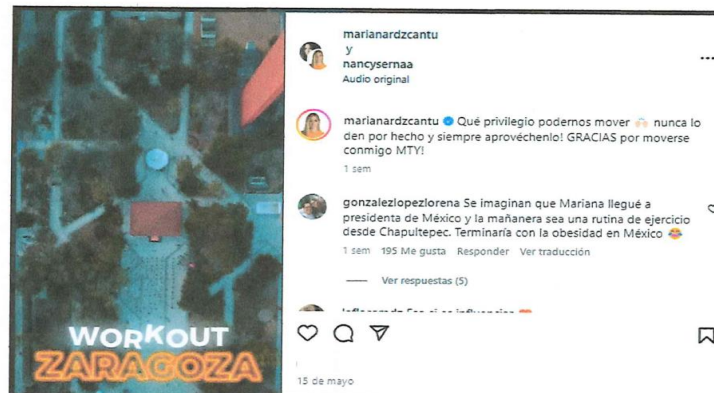 WORKOUT
ZARAGOZA
marianardzcantu
y
nancysernaa
Audio original
marianardzcantu Qué privilegio podernos mover 🙌🏻 nunca lo
den por hecho y siempre aprovéchenlo! GRACIAS por moverse
conmigo MTY!
1 sem
gonzalezlopezlorena Se imaginan que Mariana llegué a
presidenta de México y la mañanera sea una rutina de ejercicio
desde Chapultepec. Terminaría con la obesidad en México 😂
1 sem 195 Me gusta Responder Ver traducción
Ver respuestas (5)
15 de mayo